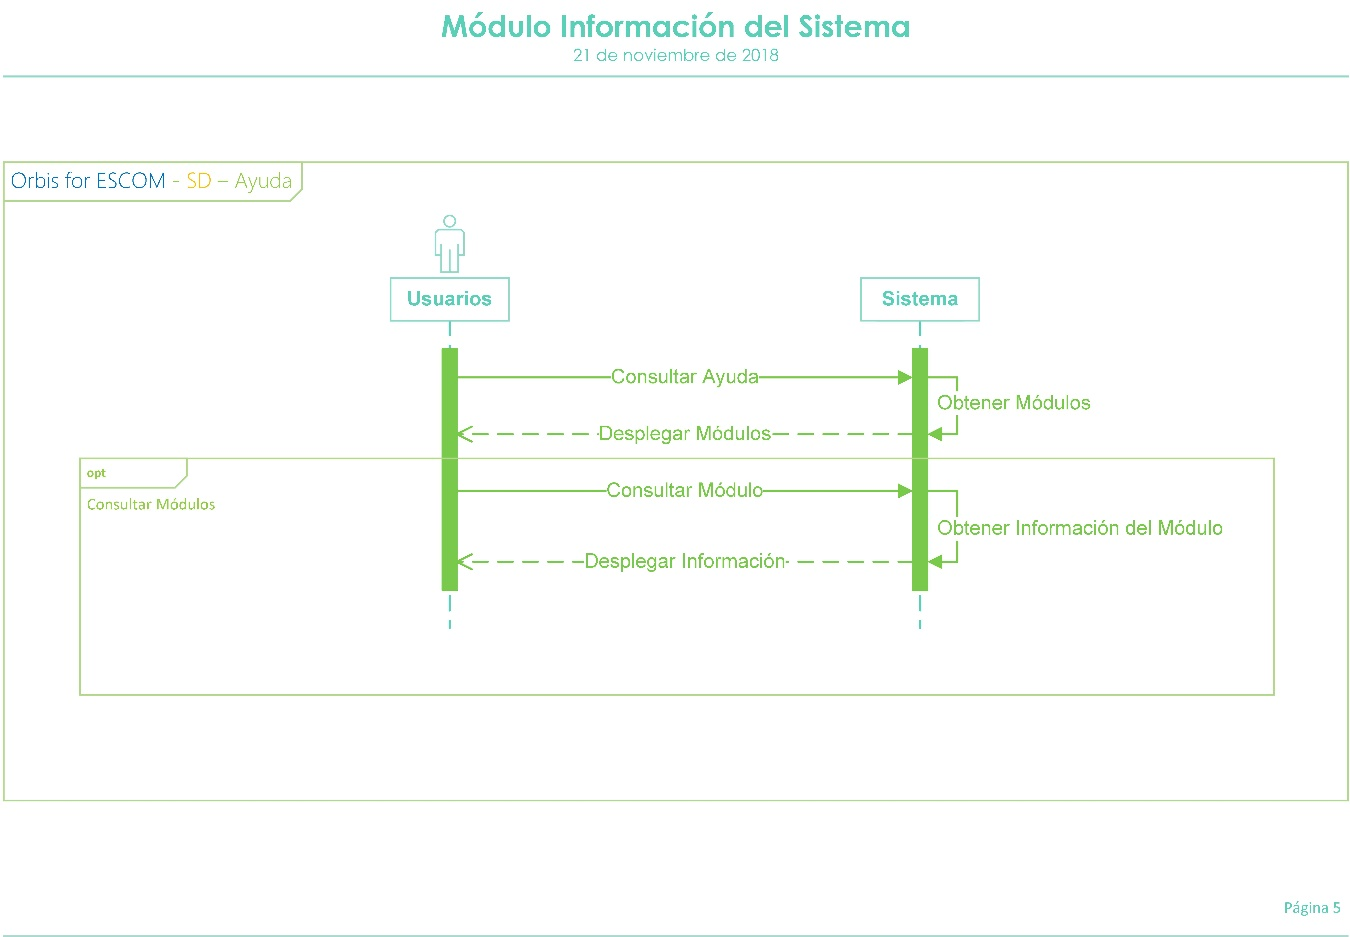 Módulo Información del Sistema
21 de noviembre de 2018
Orbis for ESCOM - SD – Ayuda
Usuarios
Sistema
Consultar Ayuda
Obtener Módulos
Desplegar Módulos
opt
Consultar Módulo
Consultar Módulos
Obtener Información del Módulo
Desplegar Información
Página 5